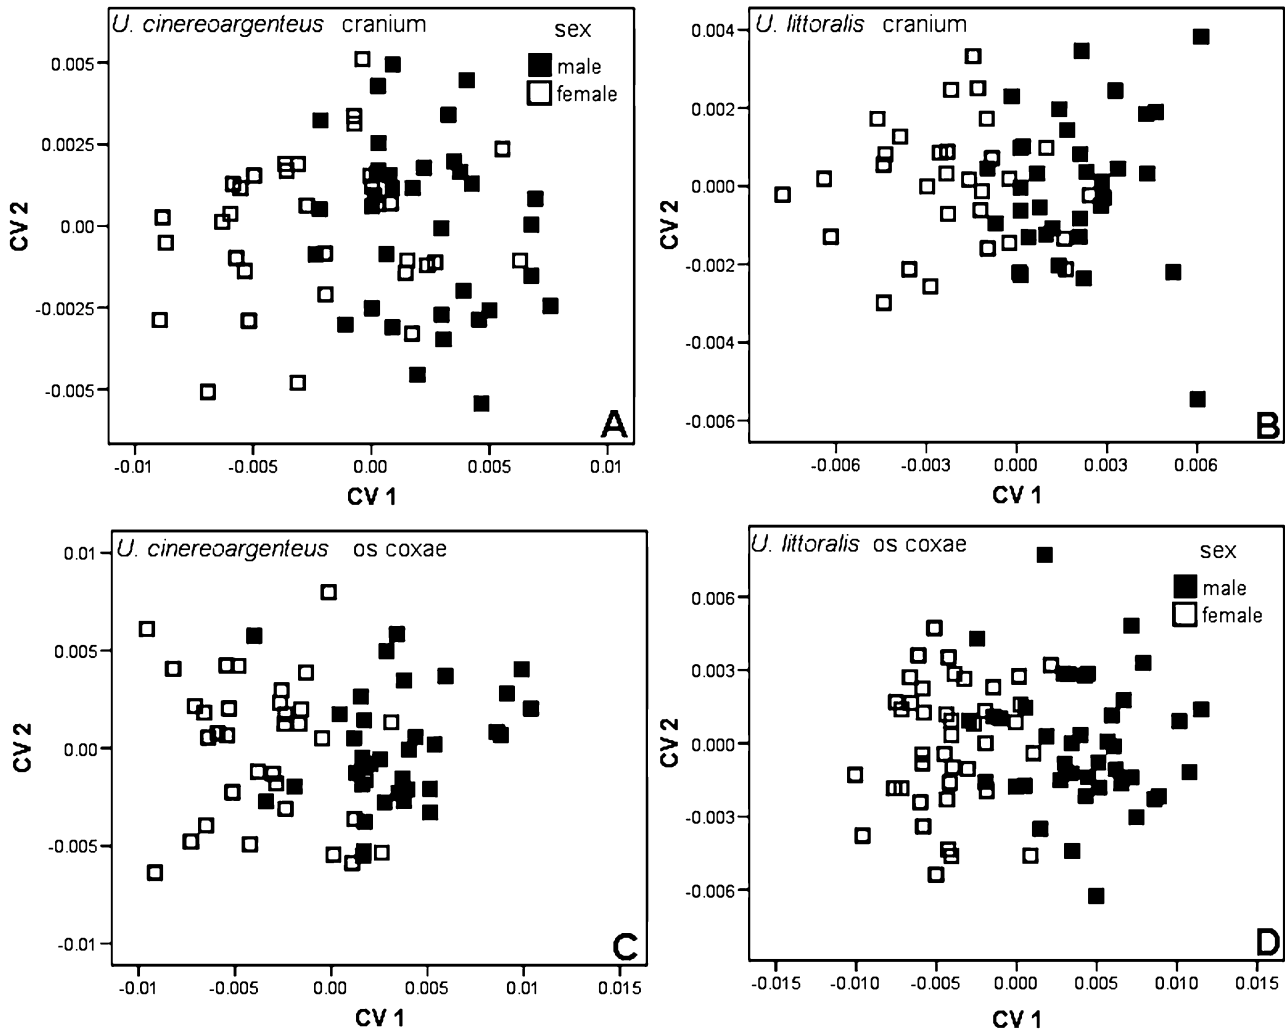 U. cinereoargenteus cranium
sex
male
female
0.005
0.0025
0.00
-0.0025
-0.005
CV 2
A
-0.01 -0.005 0.00 0.005 0.01
CV 1
U. littoralis cranium
0.004
0.002
0.000
-0.002
-0.004
-0.006
CV 2
B
-0.006 -0.003 0.000 0.003 0.006
CV 1
U. cinereoargenteus os coxae
0.01
0.005
0.00
-0.005
-0.01
CV 2
C
-0.01 -0.005 0.00 0.005 0.01 0.015
CV 1
U. littoralis os coxae
sex
male
female
0.006
0.003
0.000
-0.003
-0.006
CV 2
D
-0.015 -0.010 -0.005 0.000 0.005 0.010 0.015
CV 1